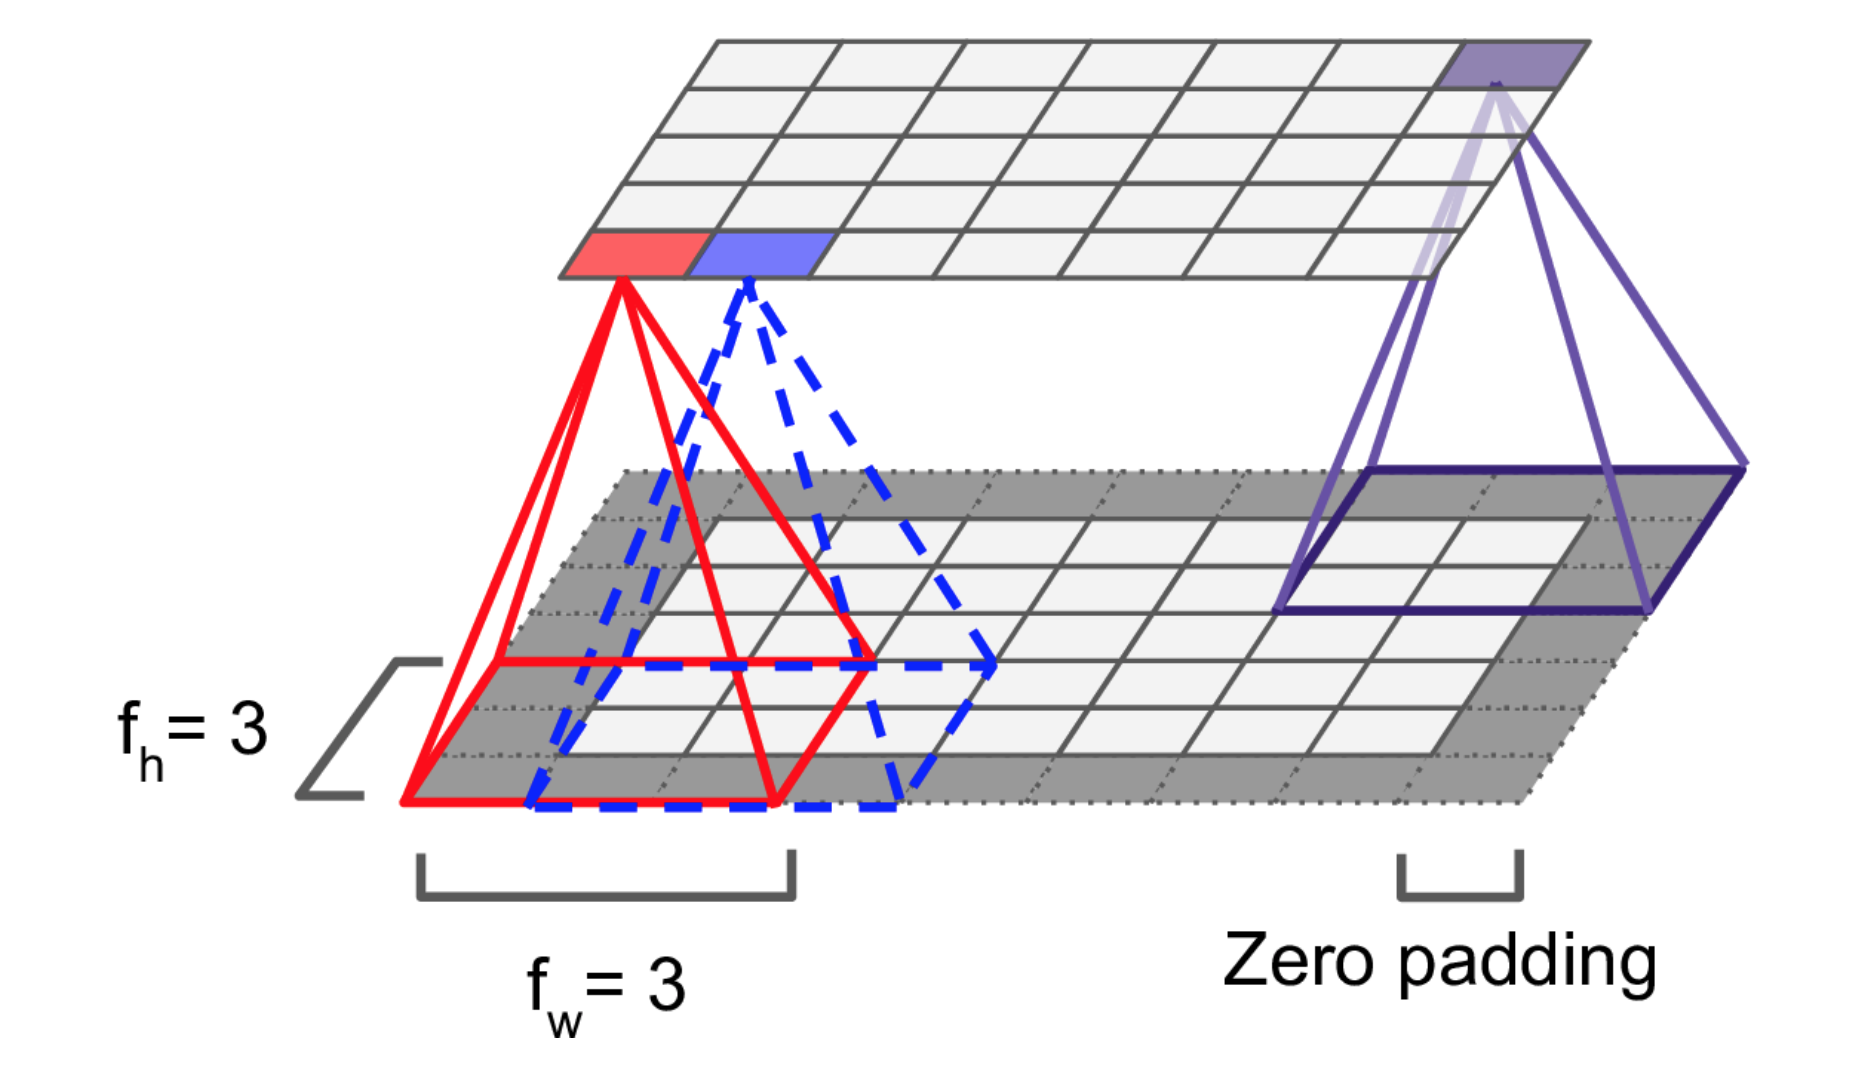 f_h = 3
f_w = 3
Zero padding